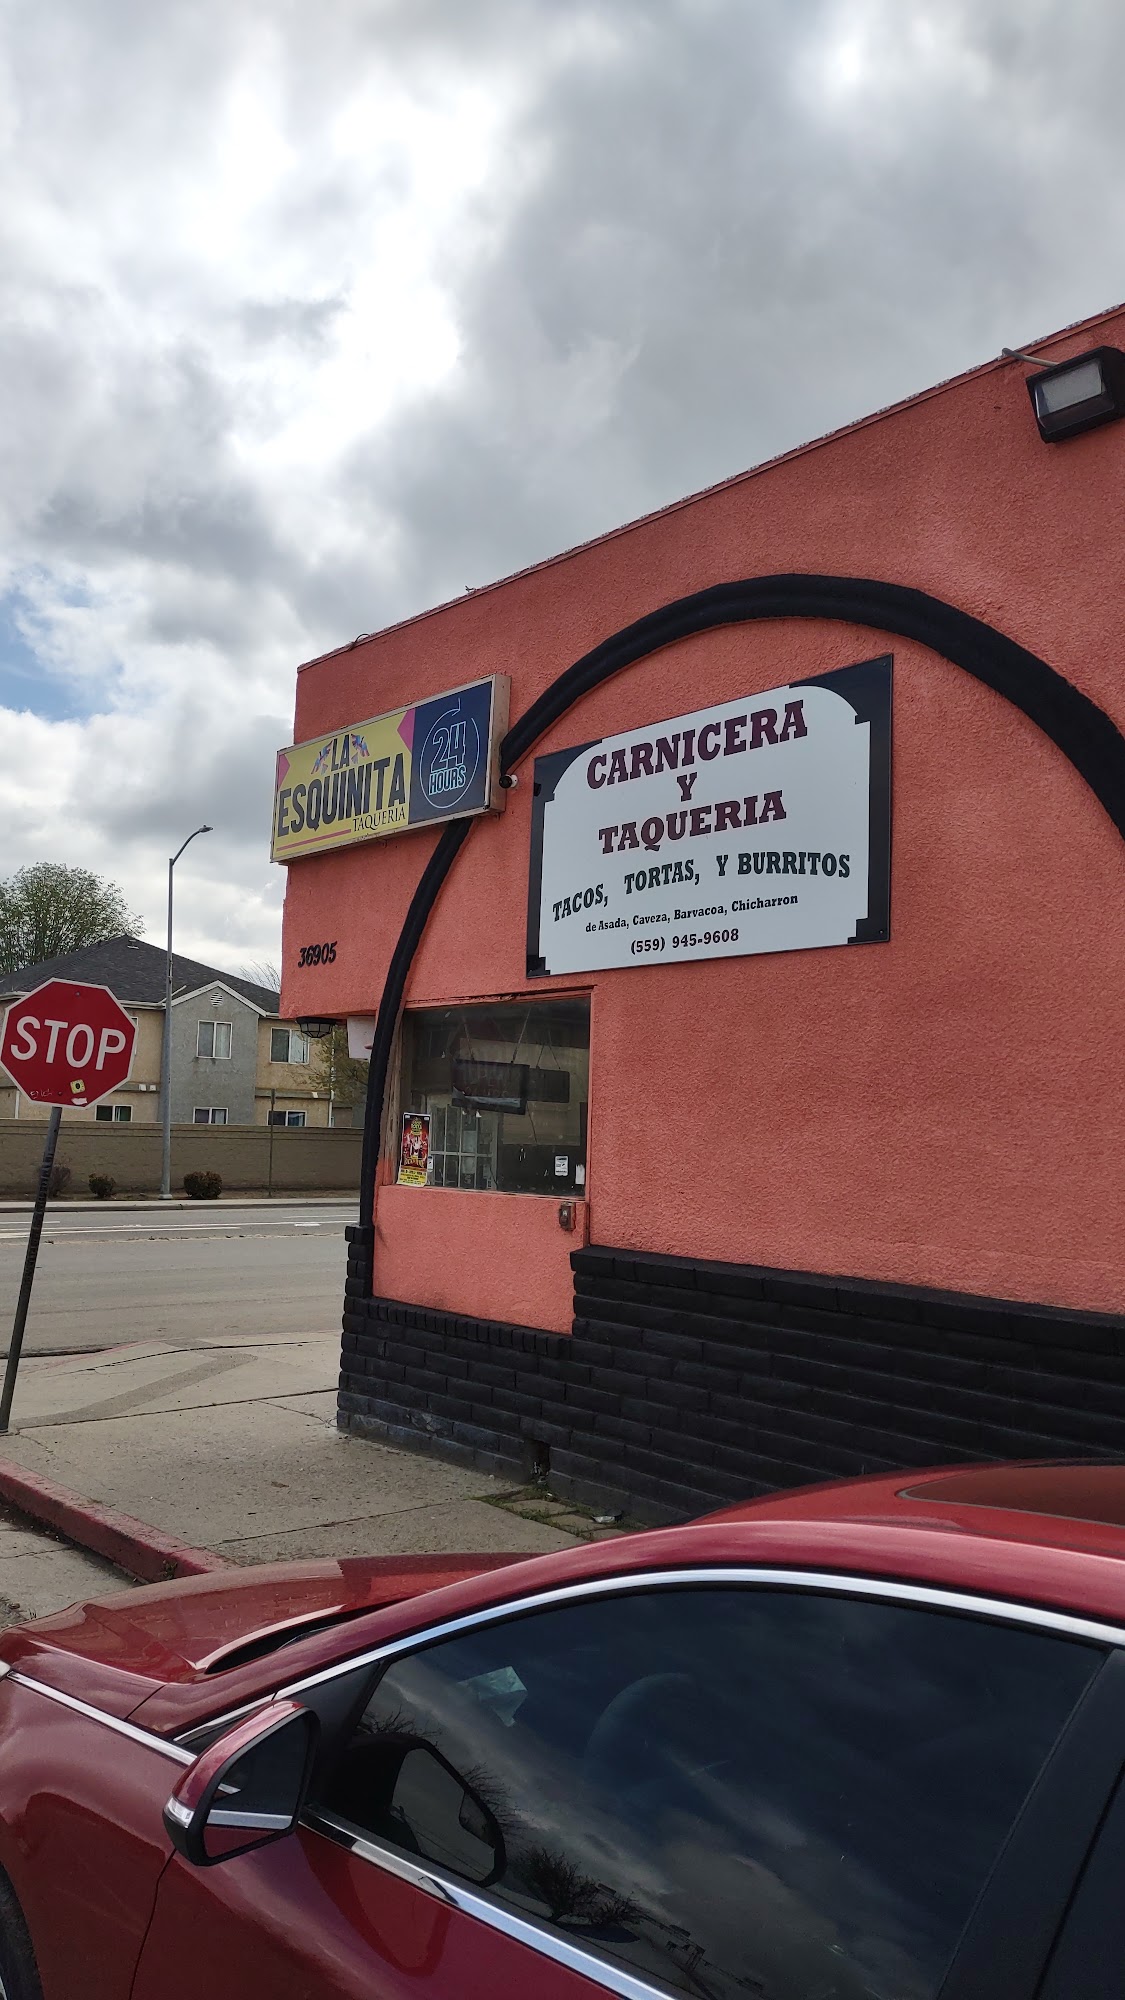 LA
ESQUINITA
TAQUERÍA
24
HOURS
CARNICERA
Y
TAQUERIA
TACOS, TORTAS, Y BURRITOS
de Asada, Caveza, Barvacoa, Chicharron
(559) 945-9608
36905
STOP